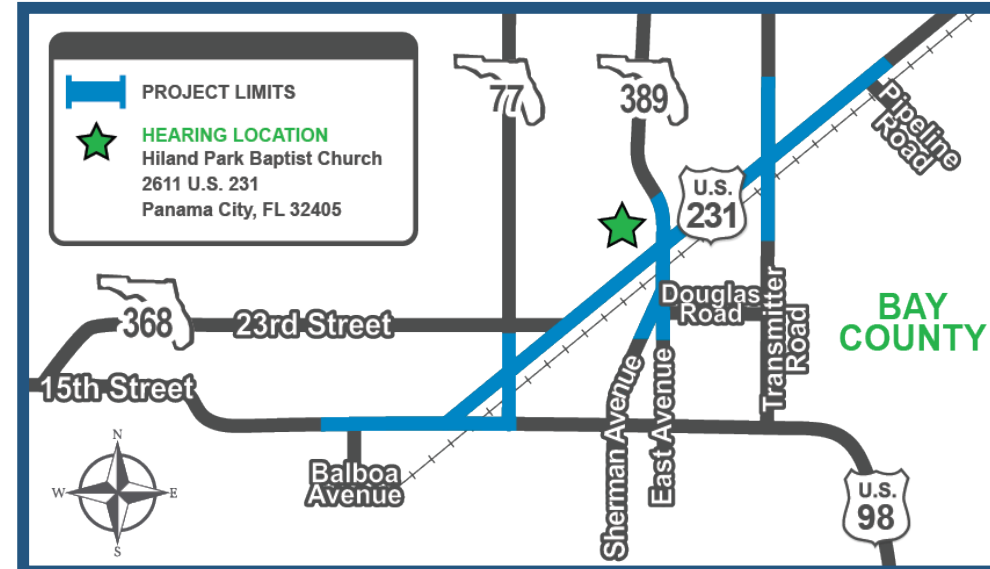 PROJECT LIMITS
HEARING LOCATION
Hiland Park Baptist Church
2611 U.S. 231
Panama City, FL 32405
77
389
Pipeline
Road
U.S.
231
368
23rd Street
Douglas
Road
Transmitter
Road
BAY
COUNTY
15th Street
Sherman Avenue
East Avenue
Balboa
Avenue
U.S.
98
N
W
E
S